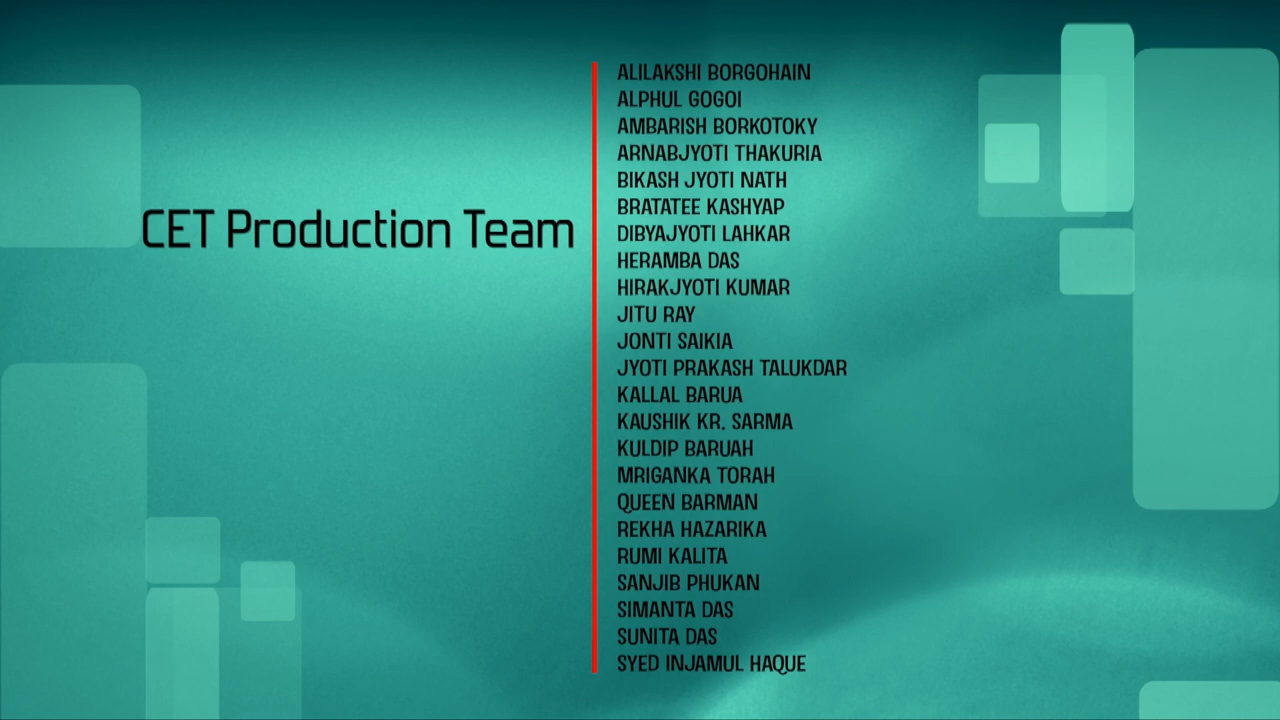 CET Production Team
ALILAKSHI BORGOHAIN
ALPHUL GOGOI
AMBARISH BORKOTOKY
ARNABJYOTI THAKURIA
BIKASH JYOTI NATH
BRATATEE KASHYAP
DIBYAJYOTI LAHKAR
HERAMBA DAS
HIRAKJYOTI KUMAR
JITU RAY
JONTI SAIKIA
JYOTI PRAKASH TALUKDAR
KALLAL BARUA
KAUSHIK KR. SARMA
KULDIP BARUAH
MRIGANKA TORAH
QUEEN BARMAN
REKHA HAZARIKA
RUMI KALITA
SANJIB PHUKAN
SIMANTA DAS
SUNITA DAS
SYED INJAMUL HAQUE